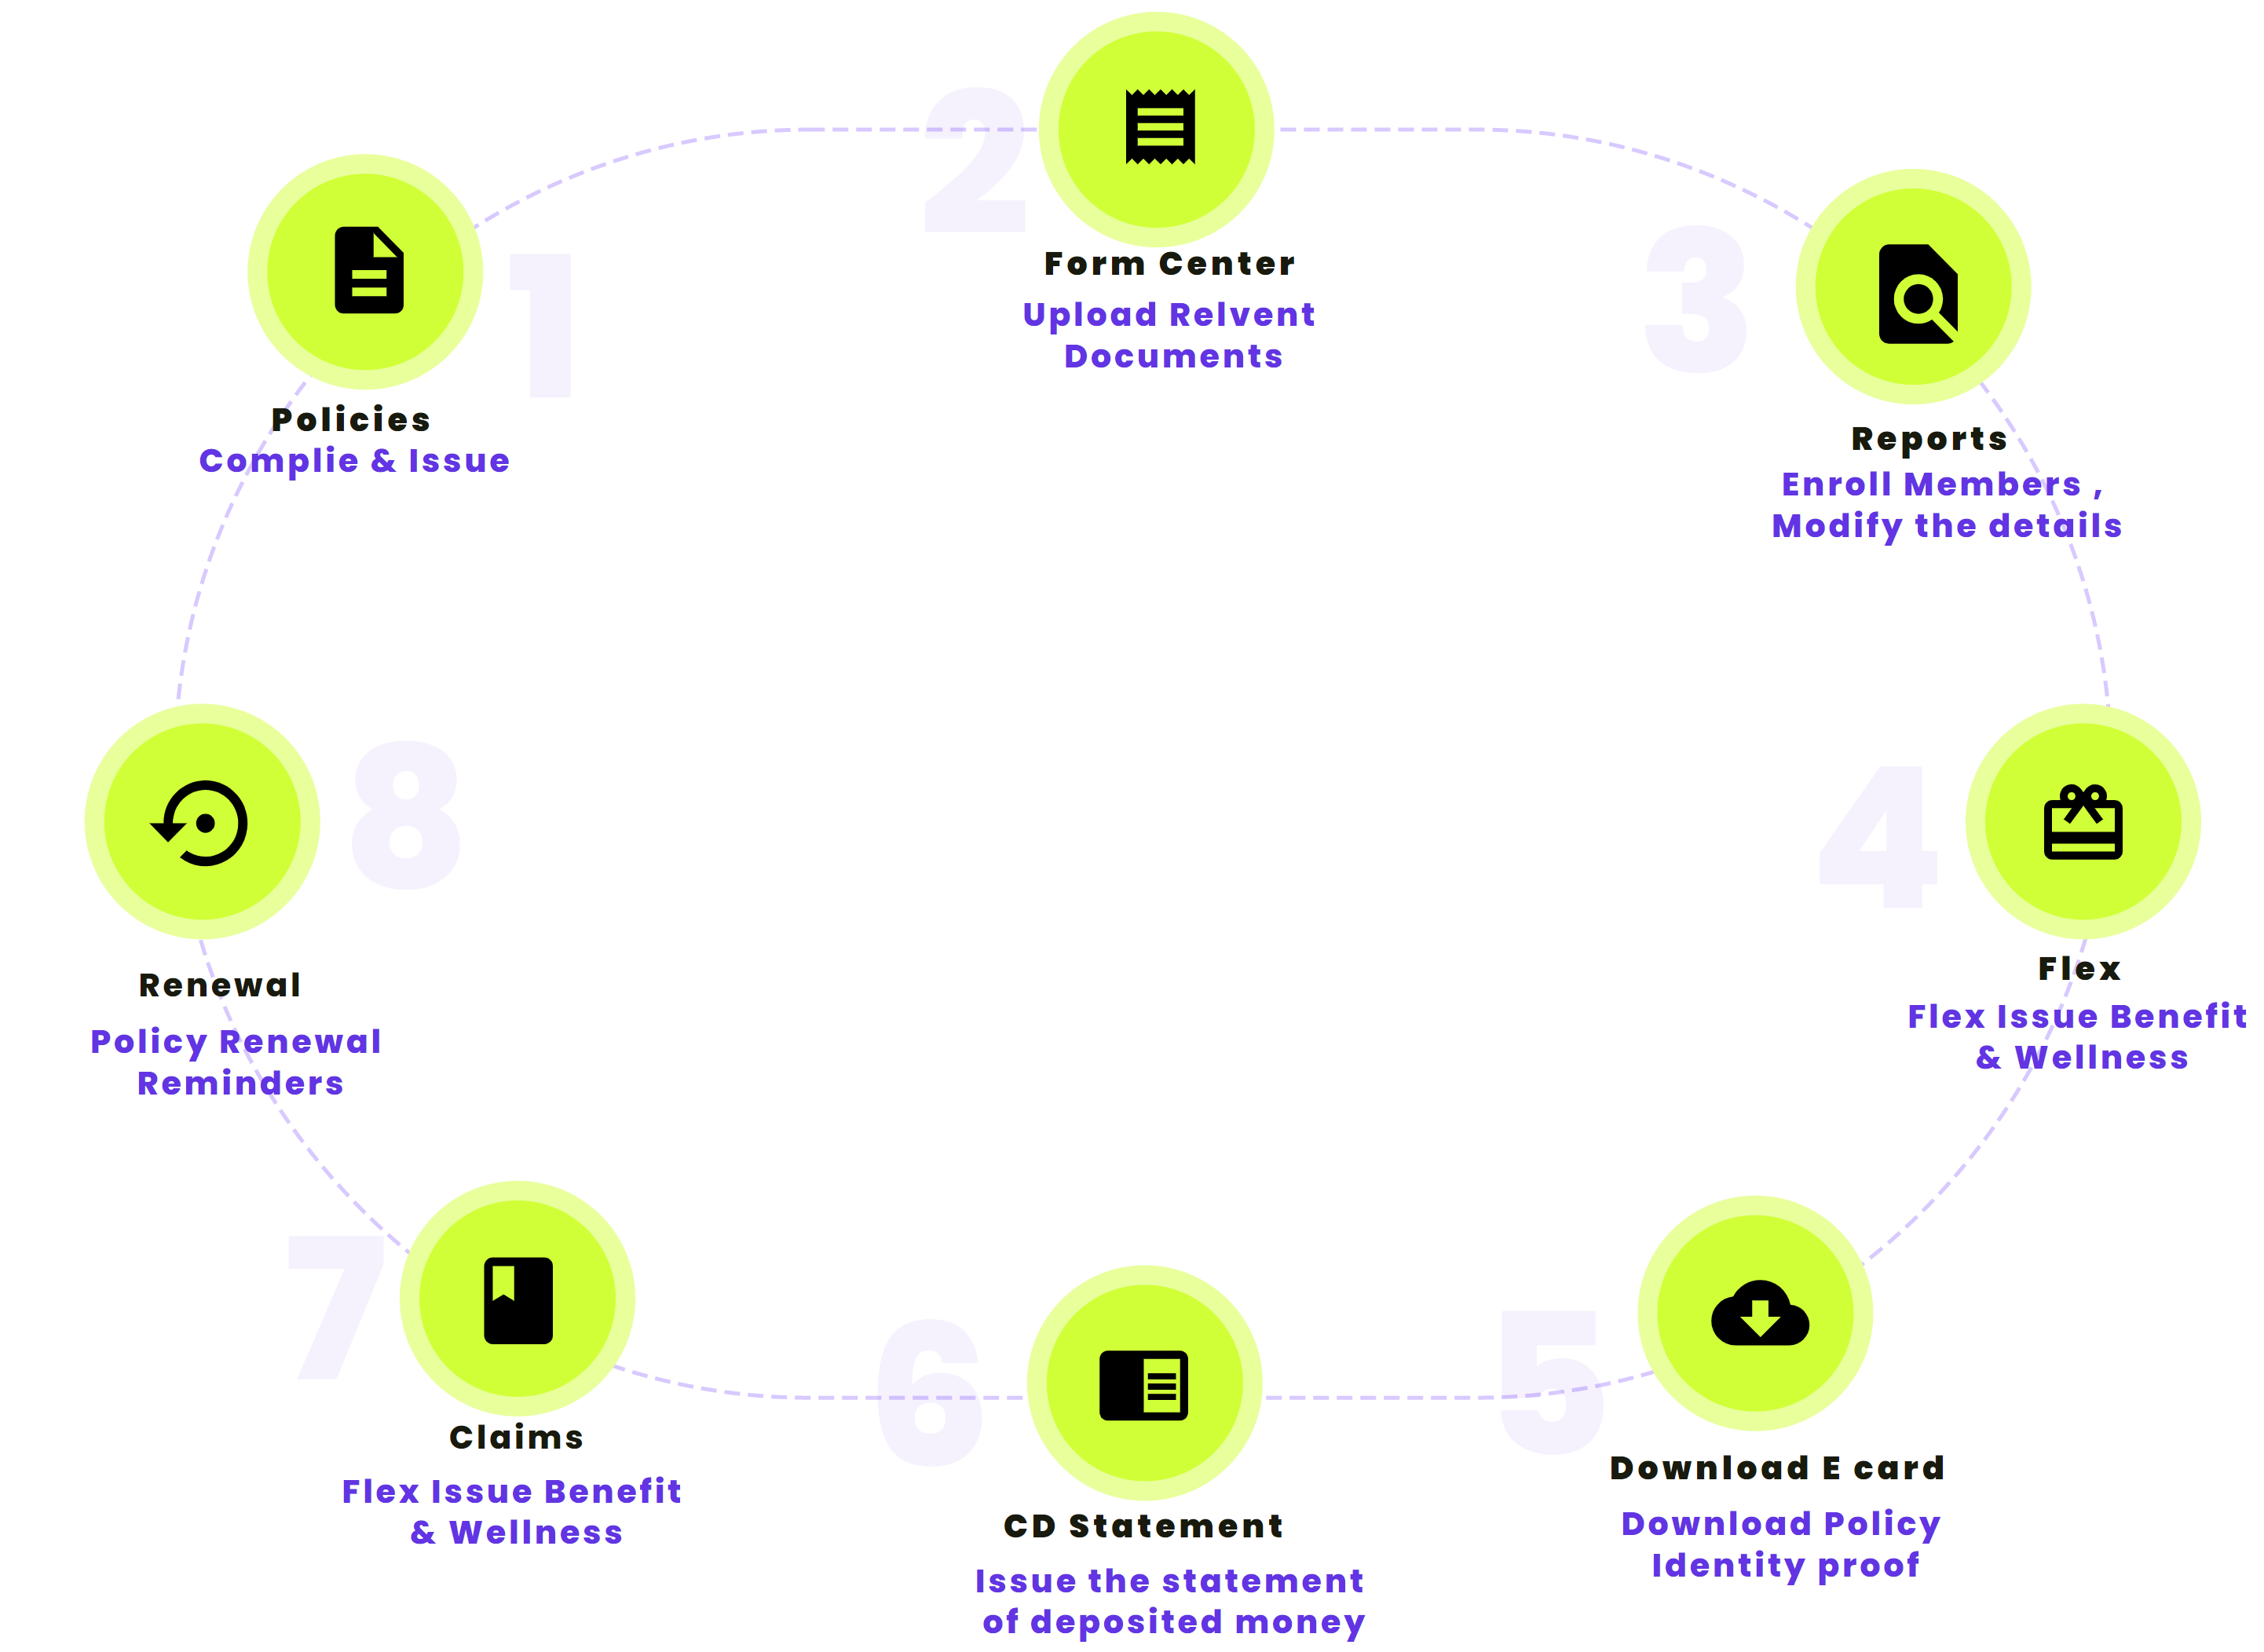 1
Policies
Complie & Issue
2
Form Center
Upload Relvent
Documents
3
Reports
Enroll Members ,
Modify the details
4
Flex
Flex Issue Benefit
& Wellness
5
Download E card
Download Policy
Identity proof
6
CD Statement
Issue the statement
of deposited money
7
Claims
Flex Issue Benefit
& Wellness
8
Renewal
Policy Renewal
Reminders